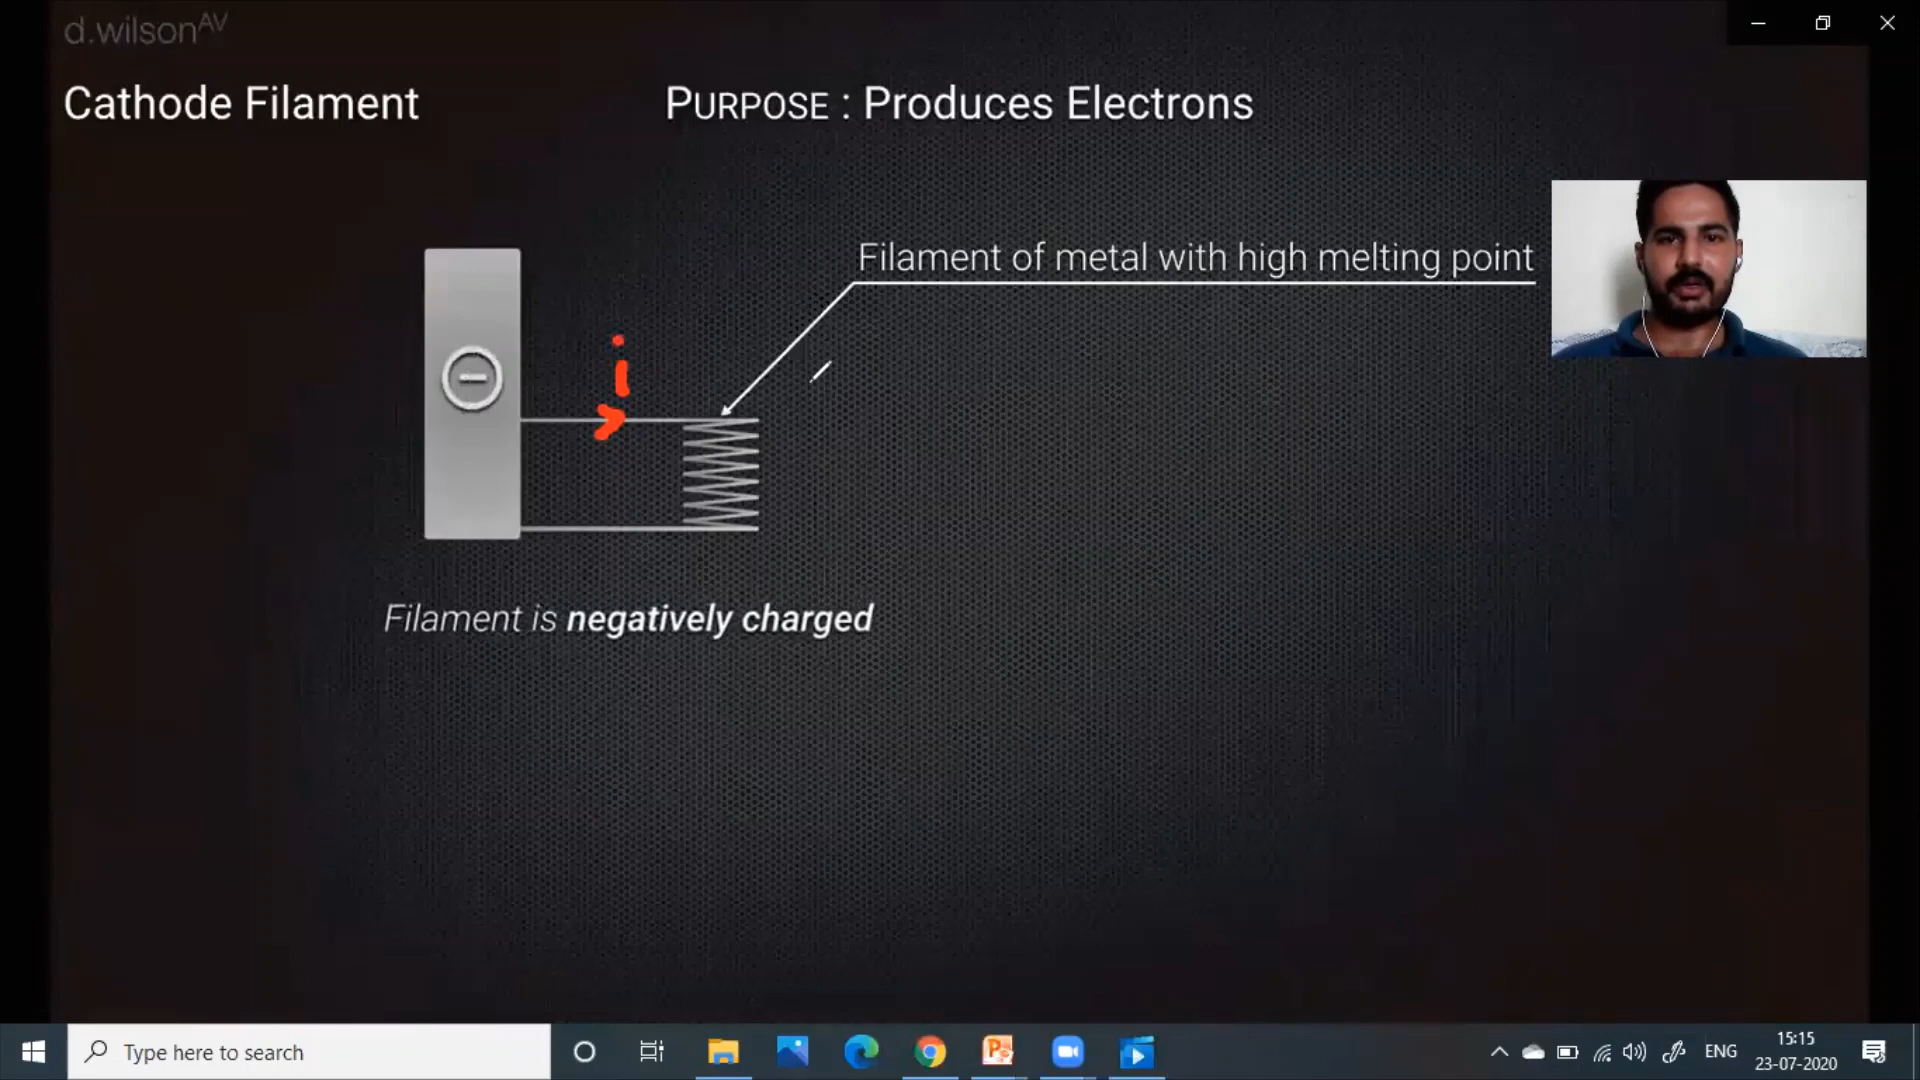 d.wilsonAV
Cathode Filament
PURPOSE : Produces Electrons
Filament of metal with high melting point
i
Filament is negatively charged
Type here to search
ENG
15:15
23-07-2020